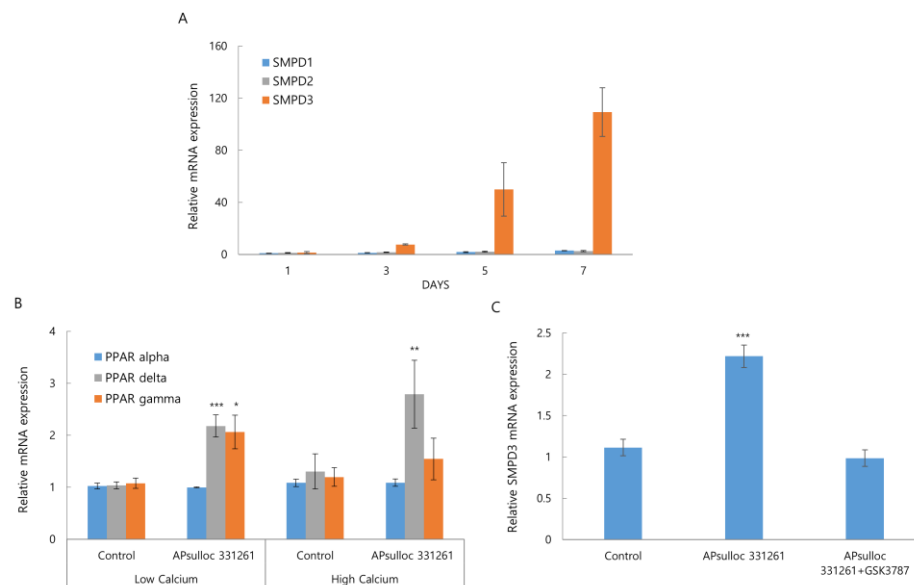 A
Relative mRNA expression
160
120
80
40
0
SMPD1
SMPD2
SMPD3
1 3 5 7
DAYS
B
Relative mRNA expression
4
3
2
1
0
PPAR alpha
PPAR delta
PPAR gamma
*** * **
Control APsulloc 331261 Control APsulloc 331261
Low Calcium High Calcium
C
Relative SMPD3 mRNA expression
2.5
2
1.5
1
0.5
0
***
Control APsulloc 331261 APsulloc
331261+GSK3787